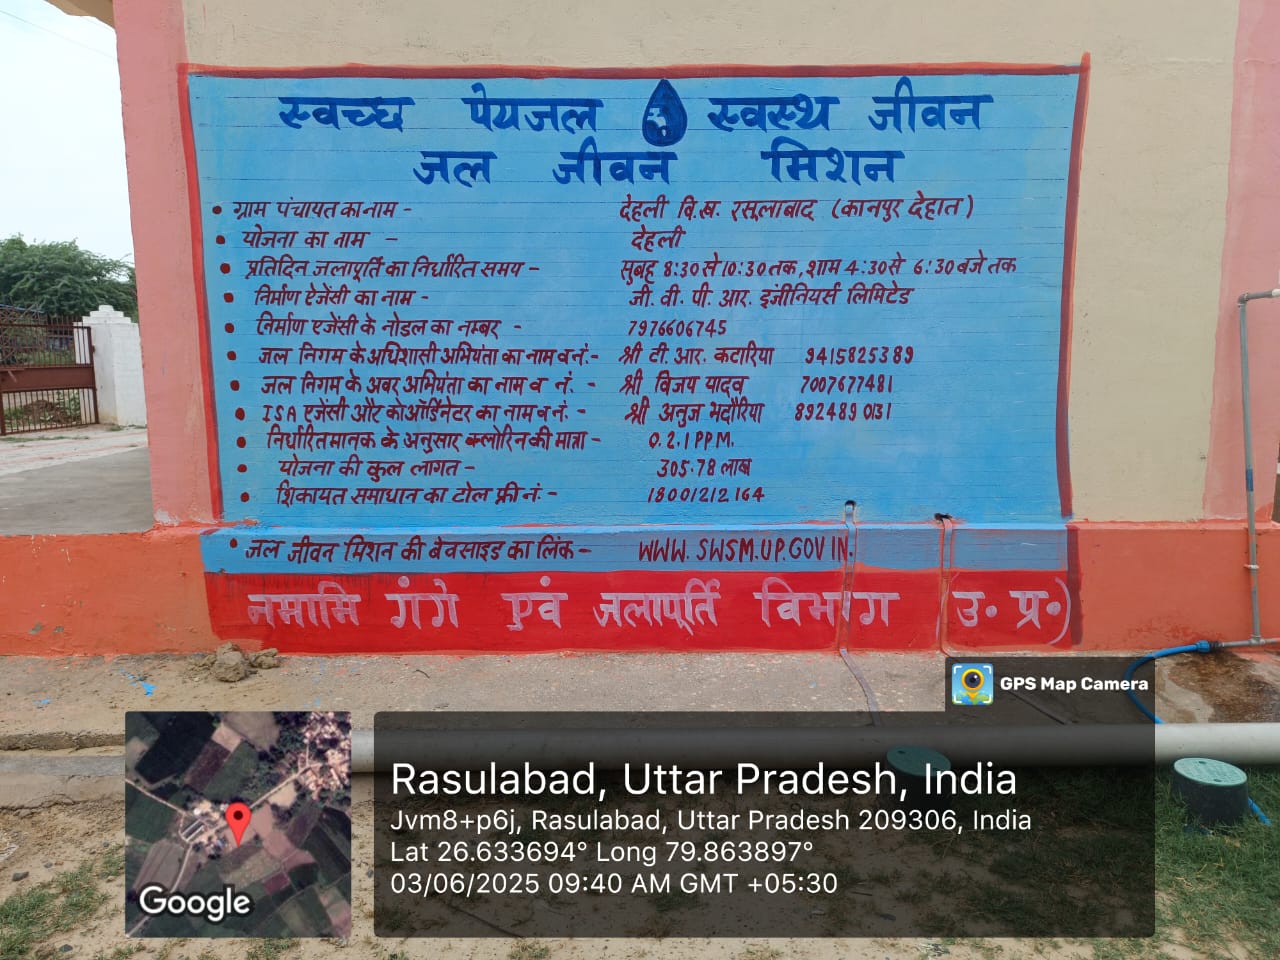 स्वच्छ पेयजल स्वस्थ जीवन
जल जीवन मिशन
• ग्राम पंचायत का नाम - देहली वि.ख. रसूलाबाद (कानपुर देहात)
• योजना का नाम - देहली
• प्रतिदिन जलापूर्ति का निर्धारित समय - सुबह 8:30 से 10:30 तक, शाम 4:30 से 6:30 बजे तक
• निर्माण ऐजेंसी का नाम - जी. वी. पी. आर. इंजीनियर्स लिमिटेड
• निर्माण एजेंसी के नोडल का नम्बर - 7976606745
• जल निगम के अधिशासी अभियंता का नाम व नं:- श्री टी. आर. कटारिया 9415825389
• जल निगम के अवर अभियंता का नाम व नं. - श्री विजय यादव 7007677481
• ISA एजेंसी और कोऑर्डिनेटर का नाम व नं. - श्री अनुज भदौरिया 8924890131
• निर्धारित मानक के अनुसार क्लोरिन की मात्रा - 0.2.1 PPM.
• योजना की कुल लागत - 305.78 लाख
• शिकायत समाधान का टोल फ्री नं. - 18001212164
• जल जीवन मिशन की वेवसाइड का लिंक - WWW.SWSM.UP.GOV IN.
नमामि गंगे एवं जलापूर्ति विभाग उ. प्र.)
GPS Map Camera
Rasulabad, Uttar Pradesh, India
Jvm8+p6j, Rasulabad, Uttar Pradesh 209306, India
Lat 26.633694° Long 79.863897°
03/06/2025 09:40 AM GMT +05:30
Google